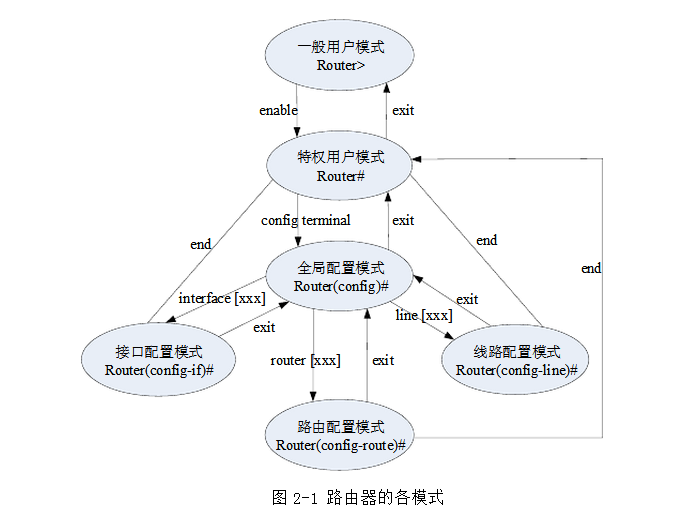 一般用户模式
Router>
enable
exit
特权用户模式
Router#
config terminal
exit
end
end
end
全局配置模式
Router(config)#
interface [xxx]
exit
line [xxx]
exit
接口配置模式
Router(config-if)#
router [xxx]
exit
线路配置模式
Router(config-line)#
路由配置模式
Router(config-route)#
图 2-1 路由器的各模式